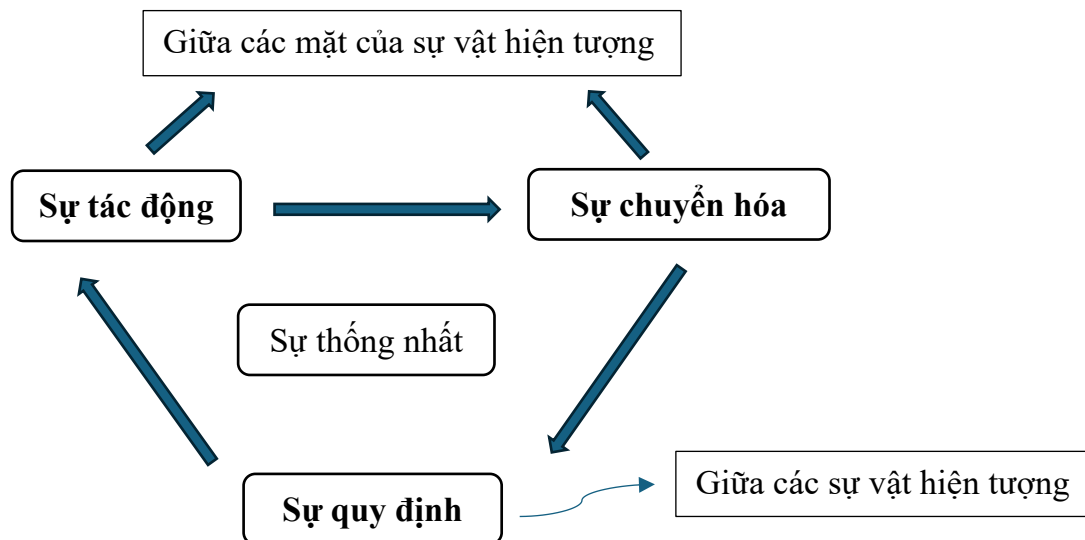 Giữa các mặt của sự vật hiện tượng
Sự tác động
Sự chuyển hóa
Sự thống nhất
Giữa các sự vật hiện tượng
Sự quy định